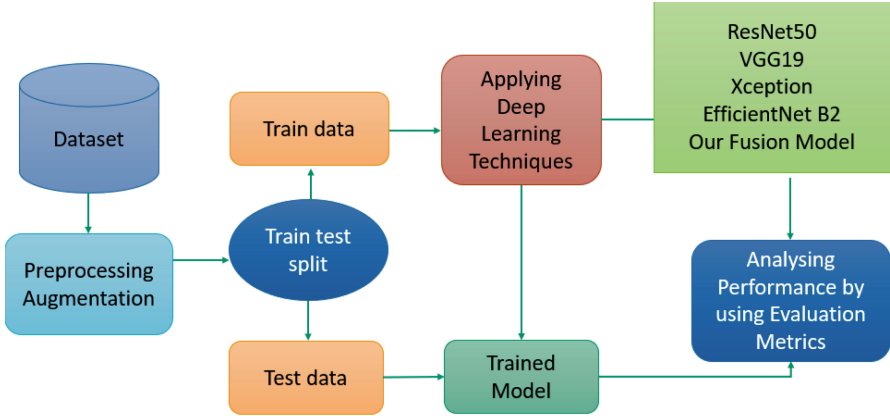 Dataset
Preprocessing
Augmentation
Train test
split
Train data
Test data
Applying
Deep
Learning
Techniques
Trained
Model
ResNet50
VGG19
Xception
EfficientNet B2
Our Fusion Model
Analysing
Performance by
using Evaluation
Metrics